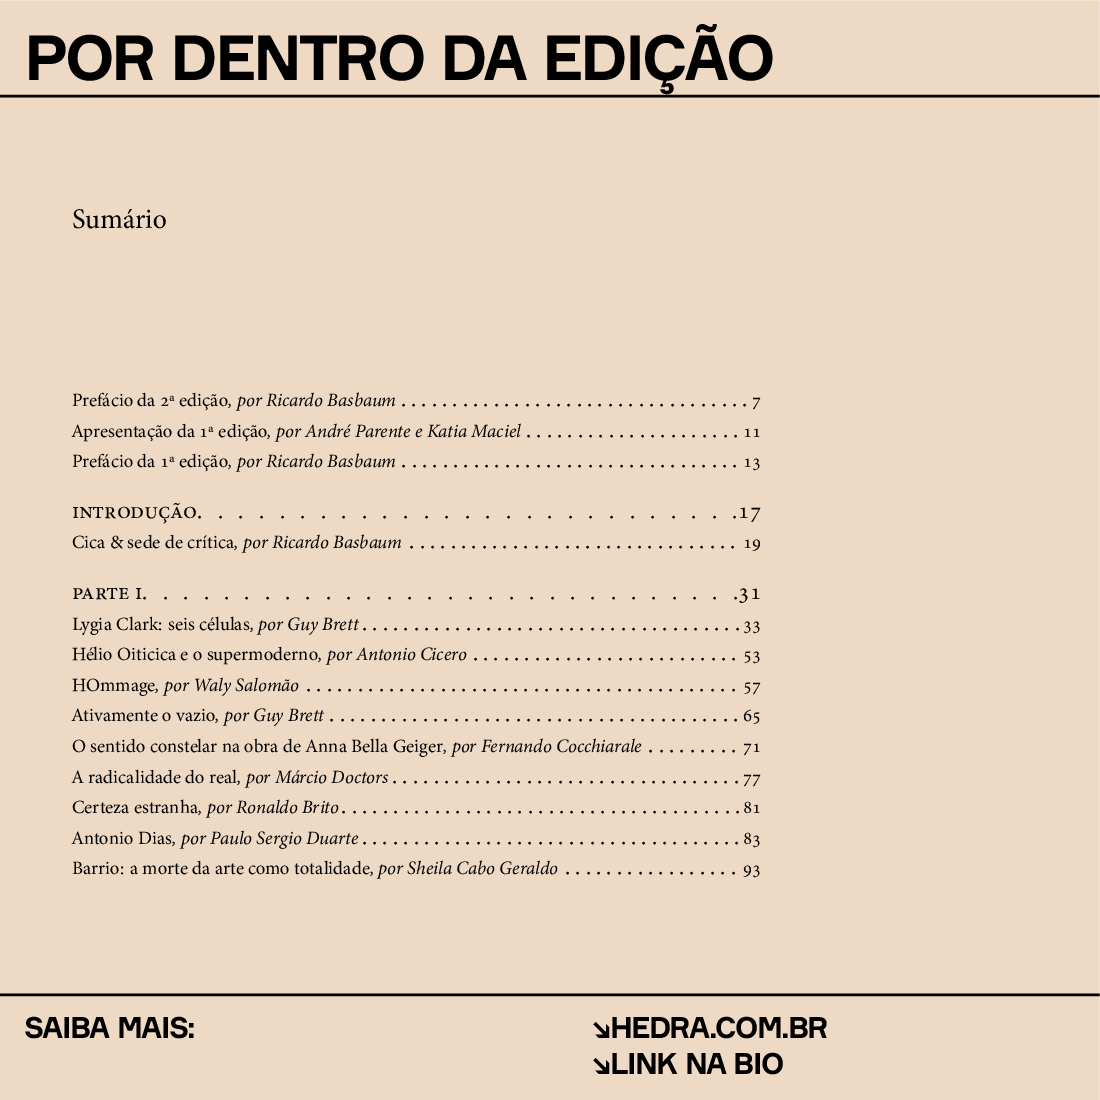 POR DENTRO DA EDIÇÃO
Sumário
Prefácio da 2ª edição, por Ricardo Basbaum . . . . . . . . . . . . . . . . . . . . . . . . . . . . . . . . . . 7
Apresentação da 1ª edição, por André Parente e Katia Maciel . . . . . . . . . . . . . . . . . . . . . 11
Prefácio da 1ª edição, por Ricardo Basbaum . . . . . . . . . . . . . . . . . . . . . . . . . . . . . . . . . 13
INTRODUÇÃO. . . . . . . . . . . . . . . . . . . . . . . . . . . .17
Cica & sede de crítica, por Ricardo Basbaum . . . . . . . . . . . . . . . . . . . . . . . . . . . . . . . . 19
PARTE I. . . . . . . . . . . . . . . . . . . . . . . . . . . . . .31
Lygia Clark: seis células, por Guy Brett . . . . . . . . . . . . . . . . . . . . . . . . . . . . . . . . . . . . . 33
Hélio Oiticica e o supermoderno, por Antonio Cicero . . . . . . . . . . . . . . . . . . . . . . . . . . 53
HOmmage, por Waly Salomão . . . . . . . . . . . . . . . . . . . . . . . . . . . . . . . . . . . . . . . . . . 57
Ativamente o vazio, por Guy Brett . . . . . . . . . . . . . . . . . . . . . . . . . . . . . . . . . . . . . . . . 65
O sentido constelar na obra de Anna Bella Geiger, por Fernando Cocchiarale . . . . . . . . . 71
A radicalidade do real, por Márcio Doctors . . . . . . . . . . . . . . . . . . . . . . . . . . . . . . . . . . 77
Certeza estranha, por Ronaldo Brito . . . . . . . . . . . . . . . . . . . . . . . . . . . . . . . . . . . . . . . 81
Antonio Dias, por Paulo Sergio Duarte . . . . . . . . . . . . . . . . . . . . . . . . . . . . . . . . . . . . . 83
Barrio: a morte da arte como totalidade, por Sheila Cabo Geraldo . . . . . . . . . . . . . . . . . 93
SAIBA MAIS:
↘HEDRA.COM.BR
↘LINK NA BIO